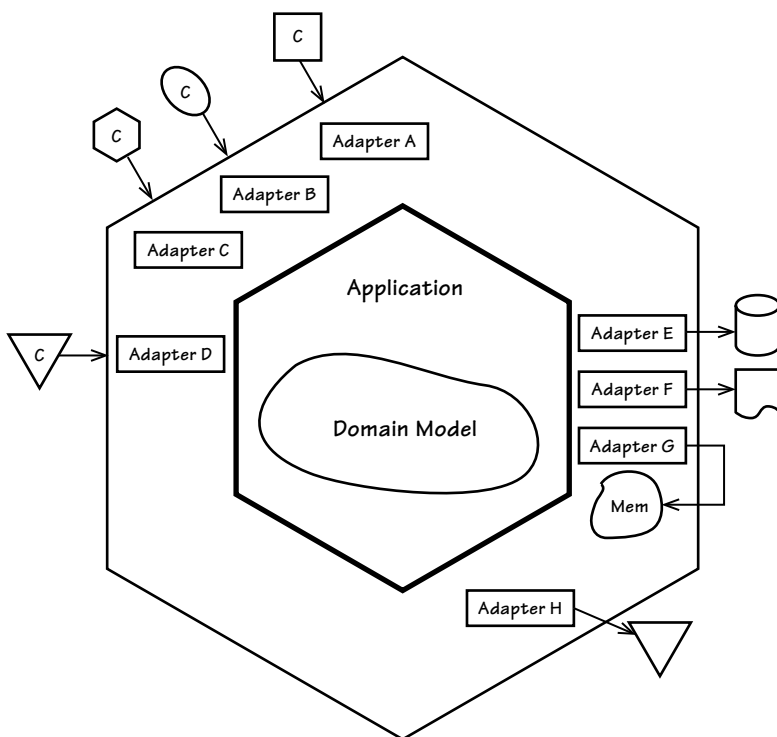 C
C
Adapter A
C
Adapter B
Adapter C
Application
Adapter E
C
Adapter D
Adapter F
Domain Model
Adapter G
Mem
Adapter H